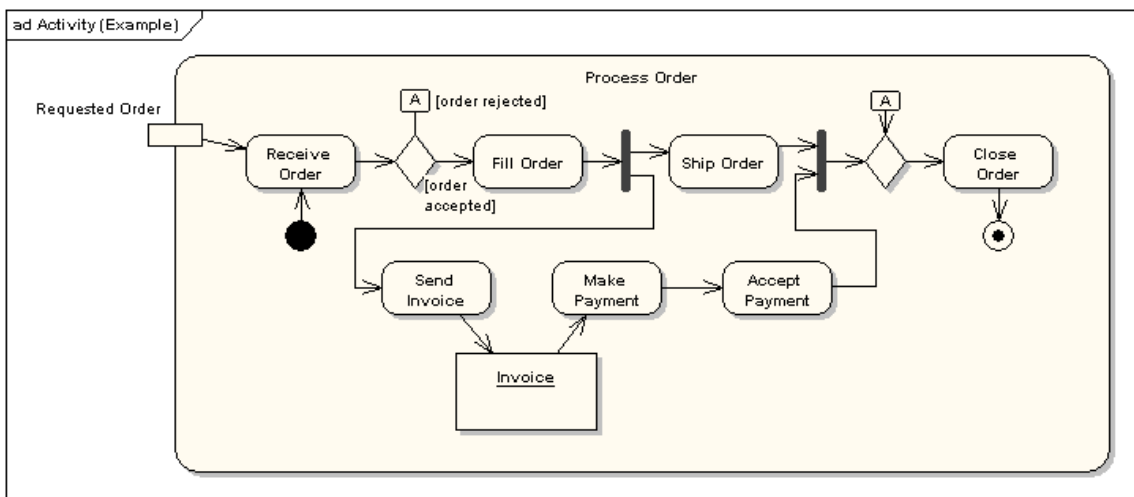 ad Activity (Example)
Process Order
Requested Order
A
[order rejected]
A
Receive
Order
Fill Order
Ship Order
Close
Order
[order
accepted]
Send
Invoice
Make
Payment
Accept
Payment
Invoice